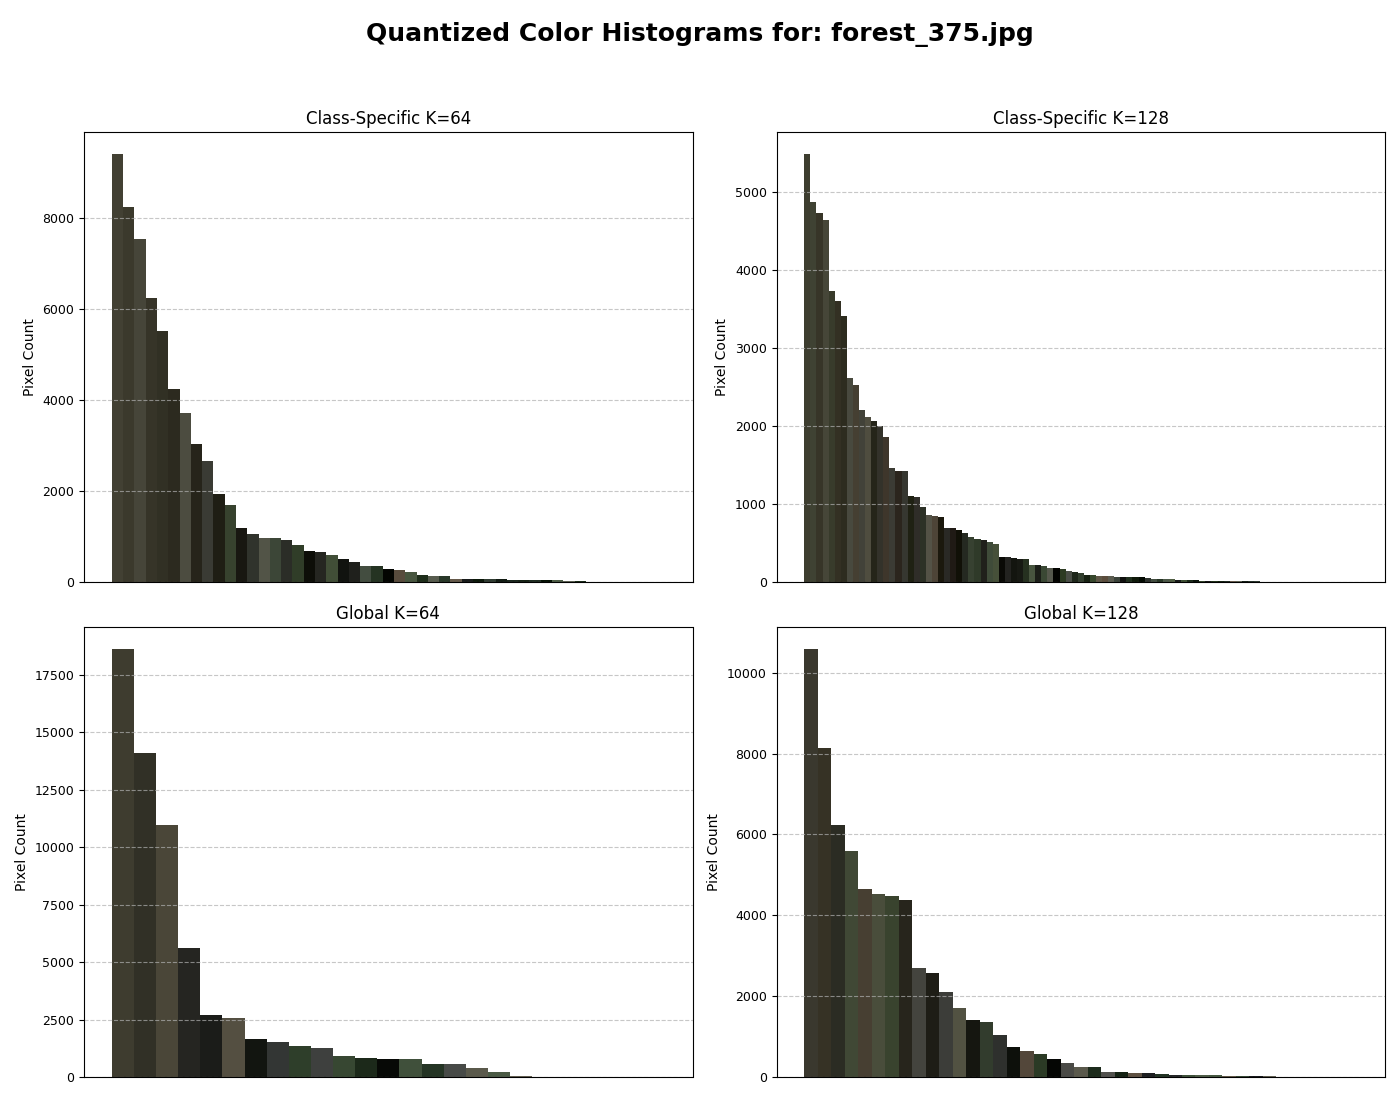 Quantized Color Histograms for: forest_375.jpg
Class-Specific K=64
Pixel Count
8000
6000
4000
2000
0
Class-Specific K=128
Pixel Count
5000
4000
3000
2000
1000
0
Global K=64
Pixel Count
17500
15000
12500
10000
7500
5000
2500
0
Global K=128
Pixel Count
10000
8000
6000
4000
2000
0